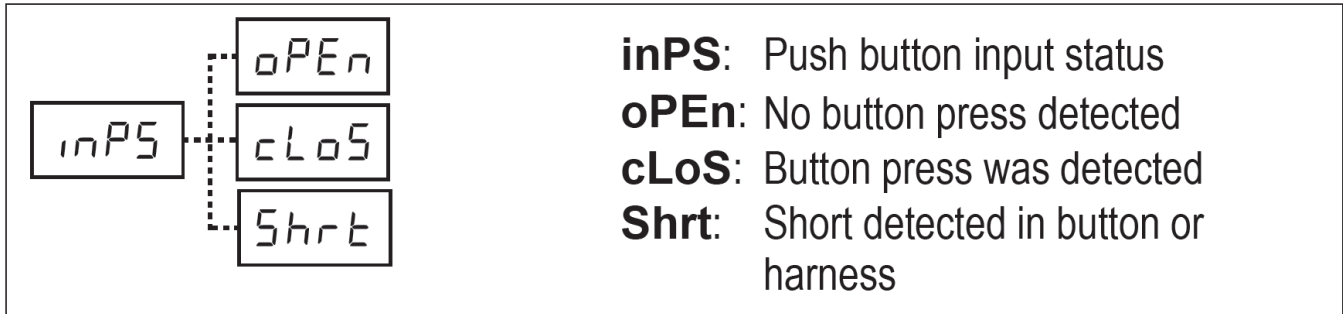 oPEn
inPS
cLoS
Shrt
inPS: Push button input status
oPEn: No button press detected
cLoS: Button press was detected
Shrt: Short detected in button or
harness